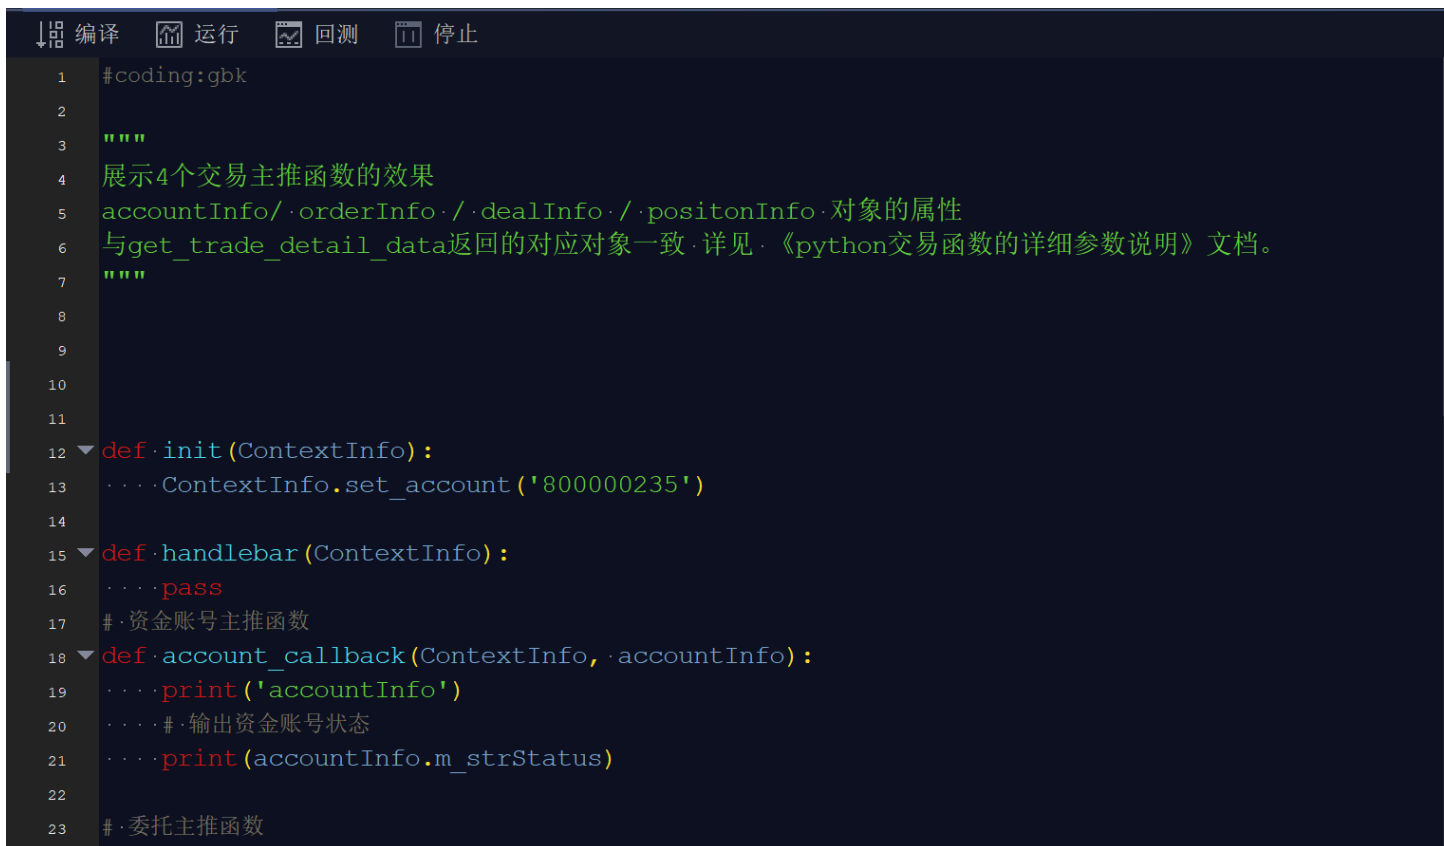 编译 运行 回测 停止
1 #coding:gbk
2
3 """
4 展示4个交易主推函数的效果
5 accountInfo/ orderInfo / dealInfo / positonInfo 对象的属性
6 与get_trade_detail_data返回的对应对象一致 详见 《python交易函数的详细参数说明》文档。
7 """
8
9
10
11
12 def init(ContextInfo):
13     ContextInfo.set_account('800000235')
14
15 def handlebar(ContextInfo):
16     pass
17 # 资金账号主推函数
18 def account_callback(ContextInfo, accountInfo):
19     print('accountInfo')
20     # 输出资金账号状态
21     print(accountInfo.m_strStatus)
22
23 # 委托主推函数